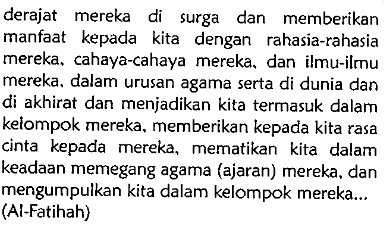 derajat mereka di surga dan memberikan
manfaat kepada kita dengan rahasia-rahasia
mereka, cahaya-cahaya mereka, dan ilmu-ilmu
mereka, dalam urusan agama serta di dunia dan
di akhirat dan menjadikan kita termasuk dalam
kelompok mereka, memberikan kepada kita rasa
cinta kepada mereka, mematikan kita dalam
keadaan memegang agama (ajaran) mereka, dan
mengumpulkan kita dalam kelompok mereka...
(Al-Fatihah)